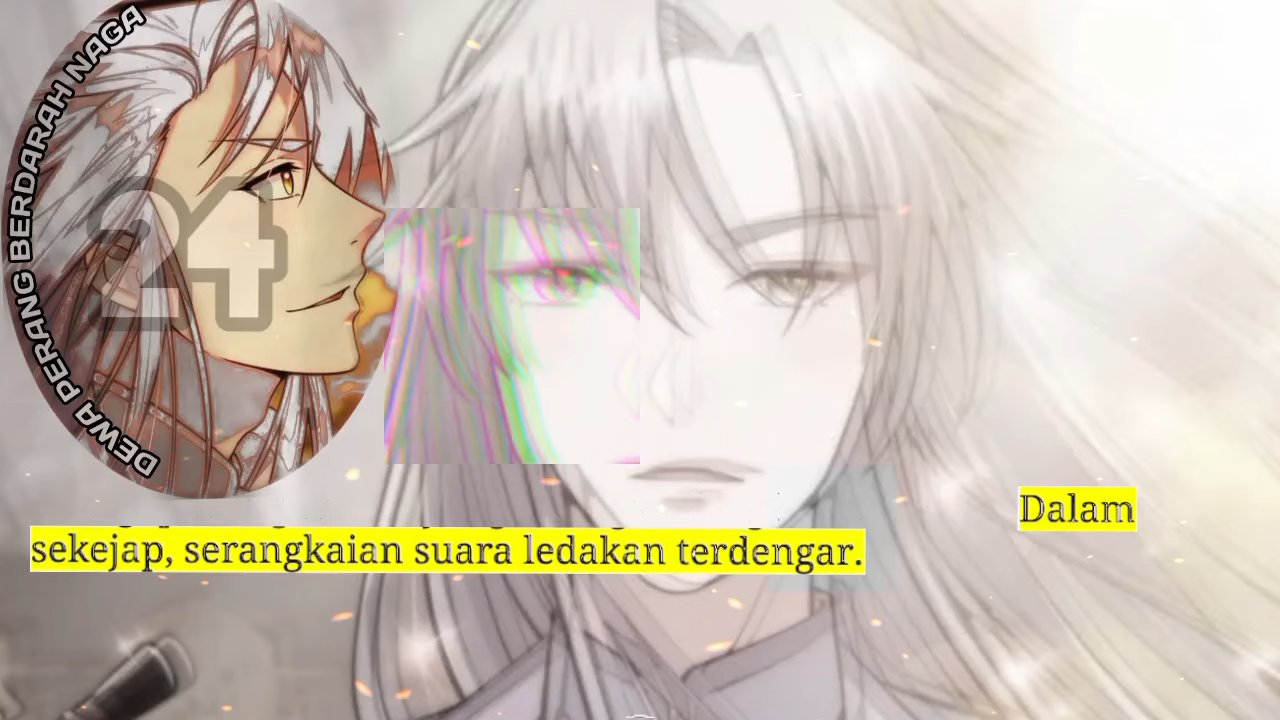 DEWA PERANG BERDARAH NAGA
24
Dalam
sekejap, serangkaian suara ledakan terdengar.